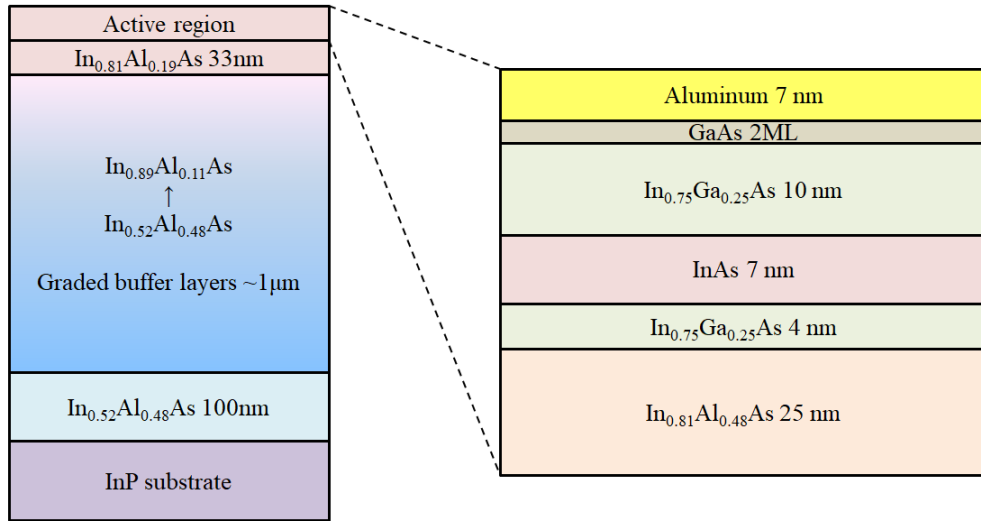 Active region
In₀.₈₁Al₀.₁₉As 33nm
In₀.₈₉Al₀.₁₁As
↑
In₀.₅₂Al₀.₄₈As
Graded buffer layers ~1μm
In₀.₅₂Al₀.₄₈As 100nm
InP substrate
Aluminum 7 nm
GaAs 2ML
In₀.₇₅Ga₀.₂₅As 10 nm
InAs 7 nm
In₀.₇₅Ga₀.₂₅As 4 nm
In₀.₈₁Al₀.₄₈As 25 nm